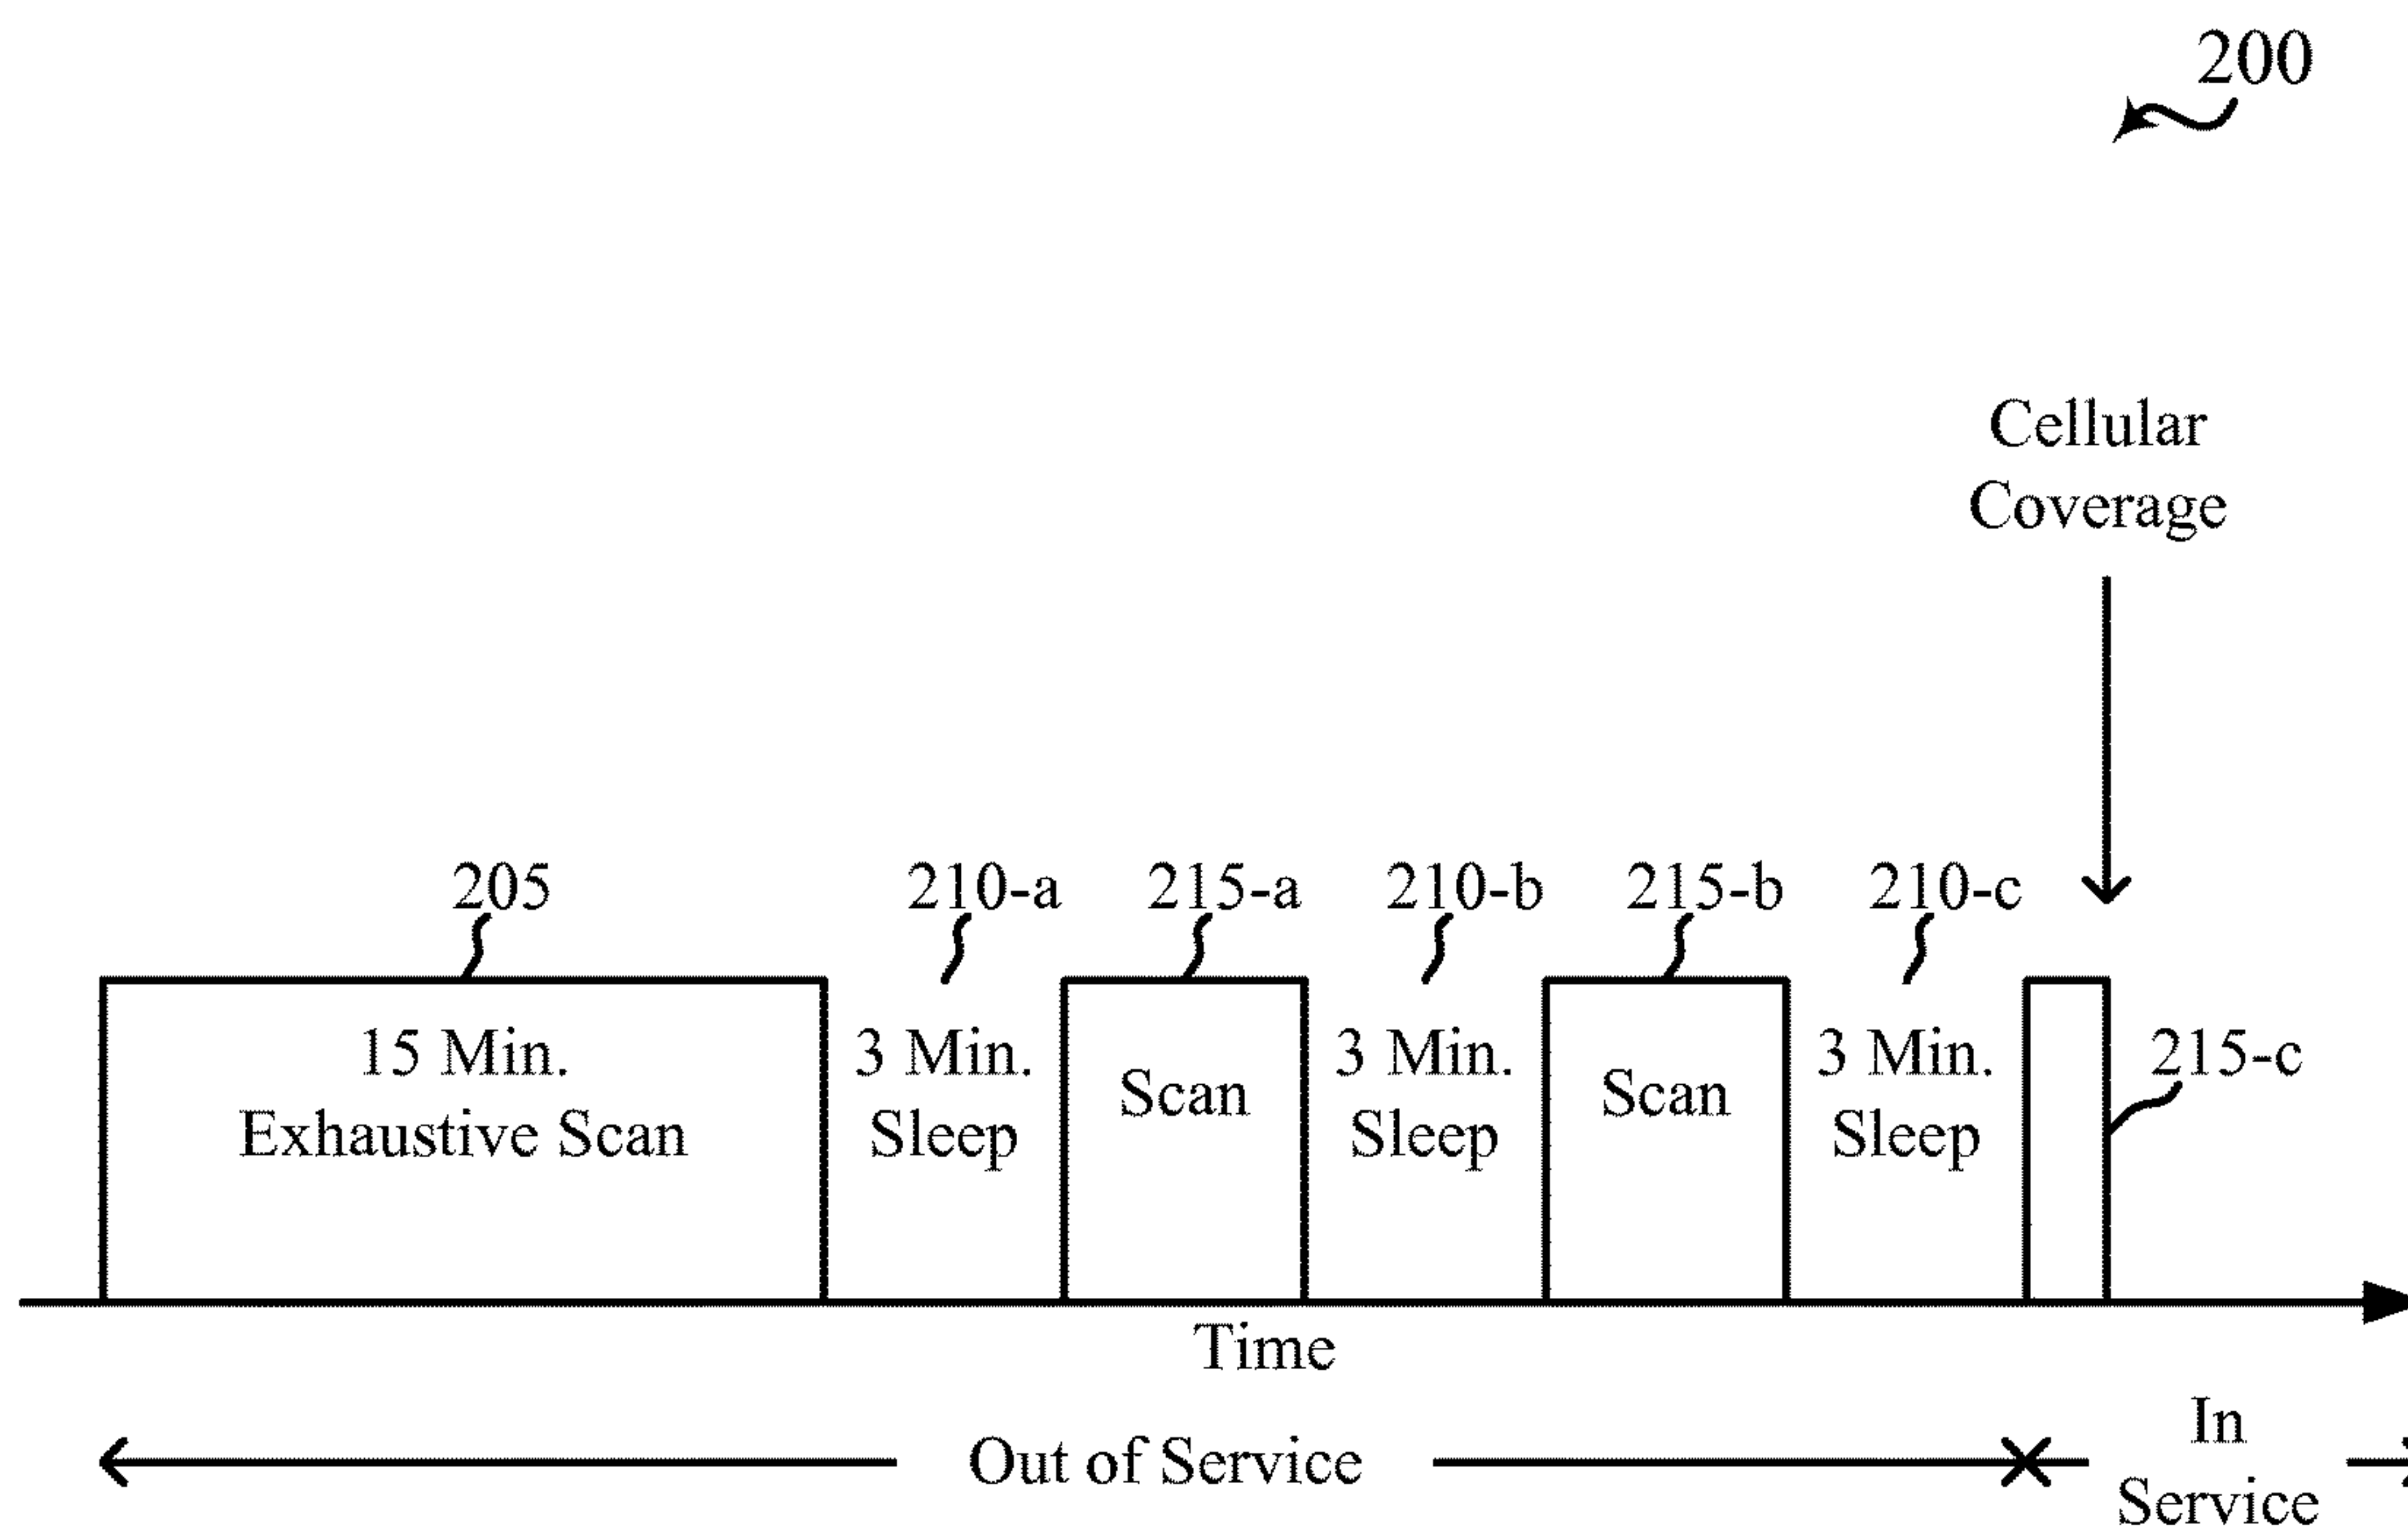 200
Cellular
Coverage
205
210-a
215-a
210-b
215-b
210-c
15 Min.
Exhaustive Scan
3 Min.
Sleep
Scan
3 Min.
Sleep
Scan
3 Min.
Sleep
215-c
Time
Out of Service
In
Service